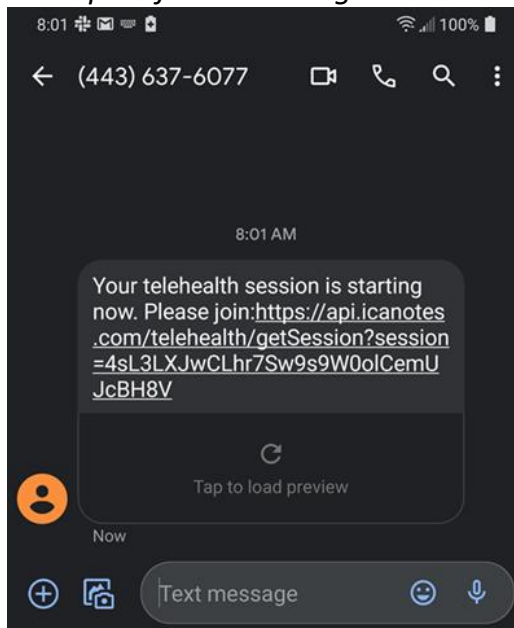 8:01 100%
(443) 637-6077
8:01 AM
Your telehealth session is starting
now. Please join:https://api.icanotes
.com/telehealth/getSession?session
=4sL3LXJwCLhr7Sw9s9W0olCemU
JcBH8V
Tap to load preview
Now
Text message